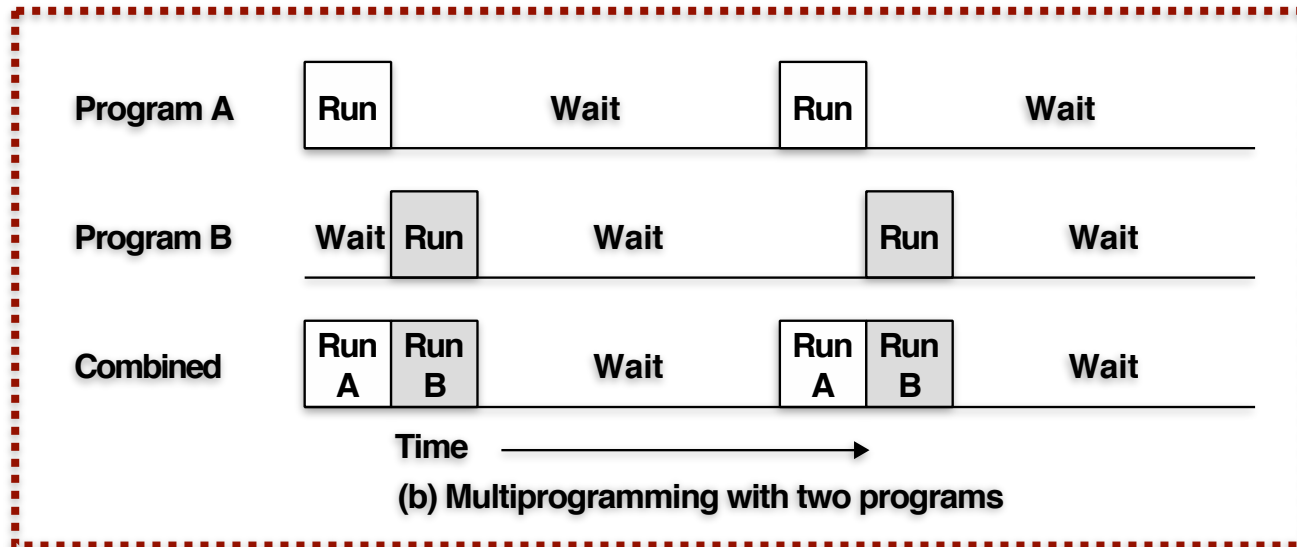 Program A Run Wait Run Wait
Program B Wait Run Wait Run Wait
Combined Run A Run B Wait Run A Run B Wait
Time
(b) Multiprogramming with two programs